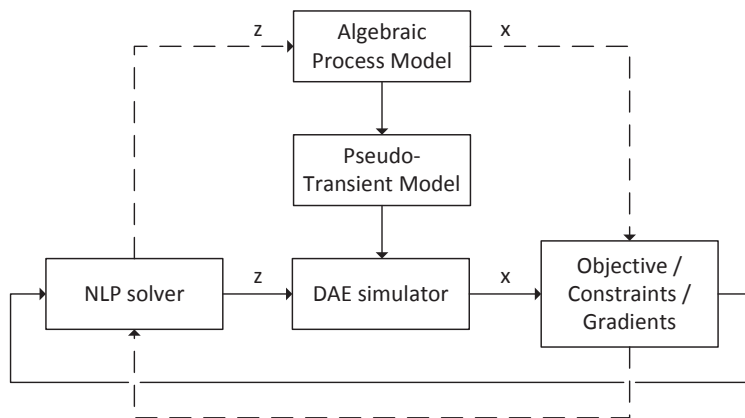 z
Algebraic
Process Model
x
Pseudo-
Transient Model
NLP solver
z
DAE simulator
x
Objective /
Constraints /
Gradients